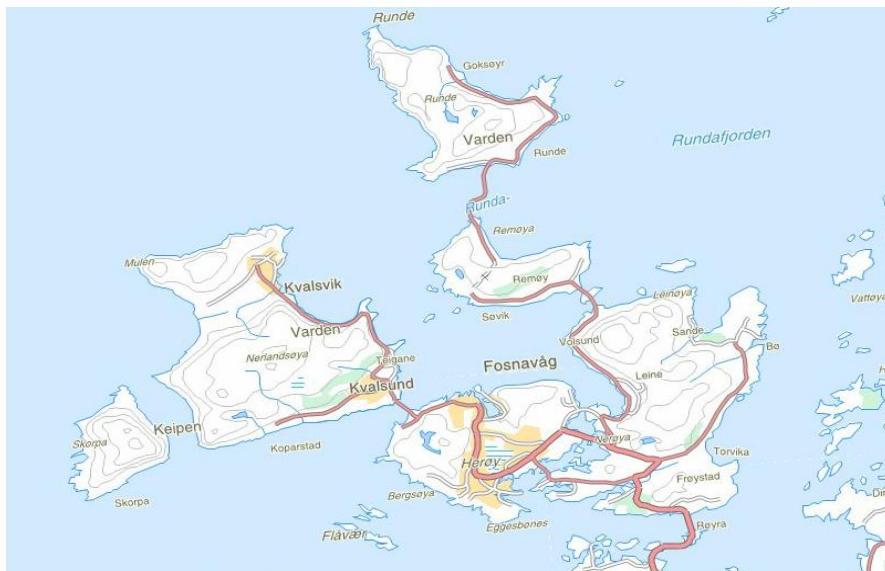 Runde
Goksøyr
Runde
Varden
Rundafjorden
Runde
Runda-
Remøya
Mulen
Remøy
Kvalsvik
Leinøya
Vattøy
Søvik
Sande
Varden
Volsund
Bø
Nerlandsøya
Teigane
Fosnavåg
Leine
Kvalsund
Keipen
Skorpa
Koparstad
Nerøya
Herøy
Torvika
Frøystad
Bergsøya
Skorpa
Eggesbønes
Røyra
Flåvær